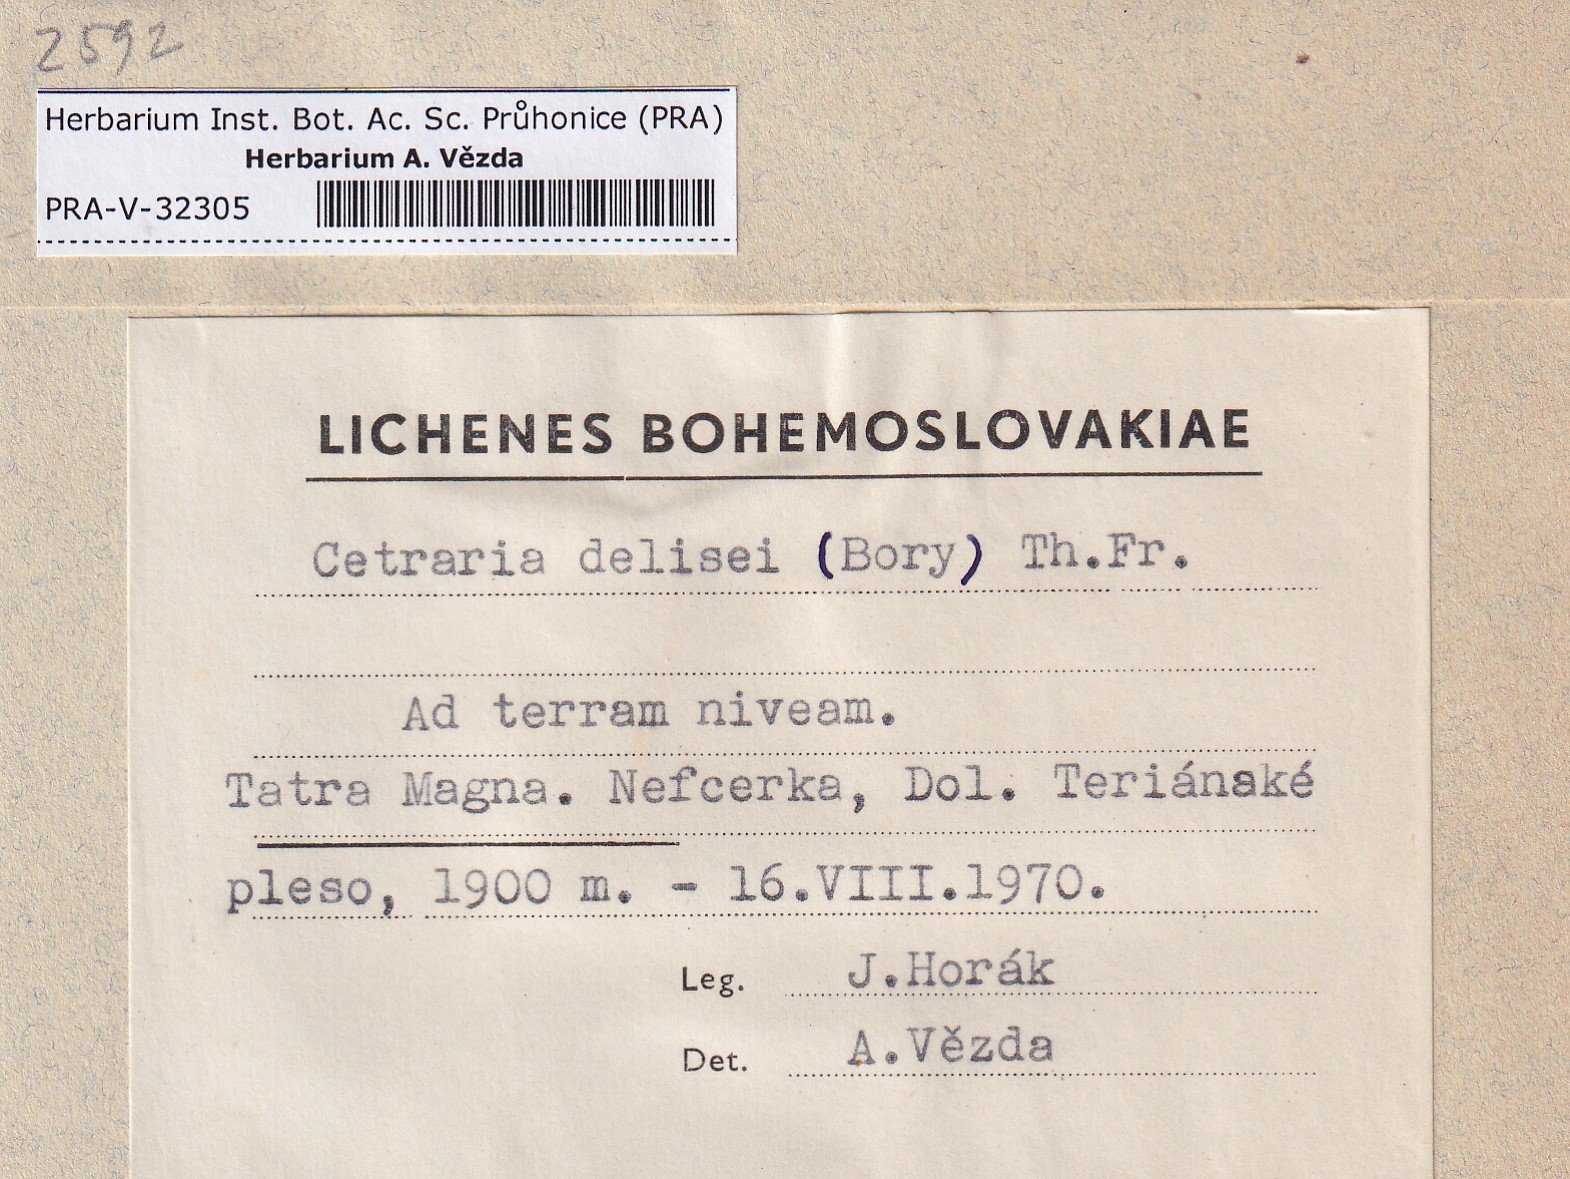 2592
Herbarium Inst. Bot. Ac. Sc. Průhonice (PRA)
Herbarium A. Vězda
PRA-V-32305
LICHENES BOHEMOSLOVAKIAE
Cetraria delisei (Bory) Th.Fr.
Ad terram niveam.
Tatra Magna. Nefcerka, Dol. Teriánaké
pleso, 1900 m. - 16.VIII.1970.
Leg. J.Horák
Det. A.Vězda